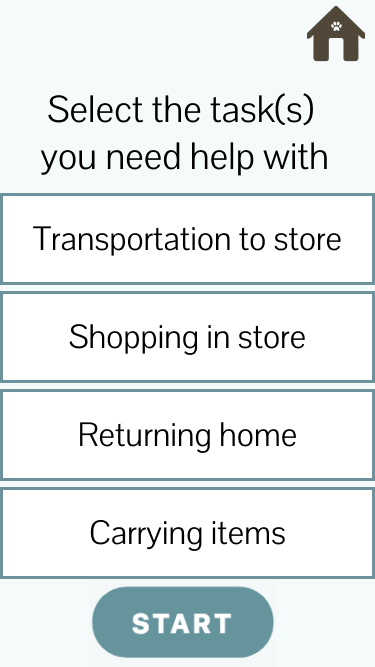 Select the task(s)
you need help with
Transportation to store
Shopping in store
Returning home
Carrying items
START